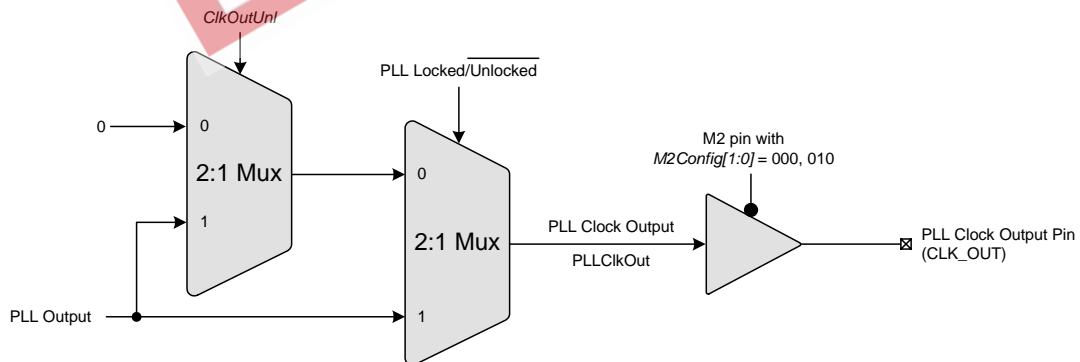 ClkOutUnl
PLL Locked/Unlocked
0
0
2:1 Mux
1
0
2:1 Mux
1
M2 pin with
M2Config[1:0] = 000, 010
PLL Clock Output
PLLClkOut
PLL Clock Output Pin
(CLK_OUT)
PLL Output